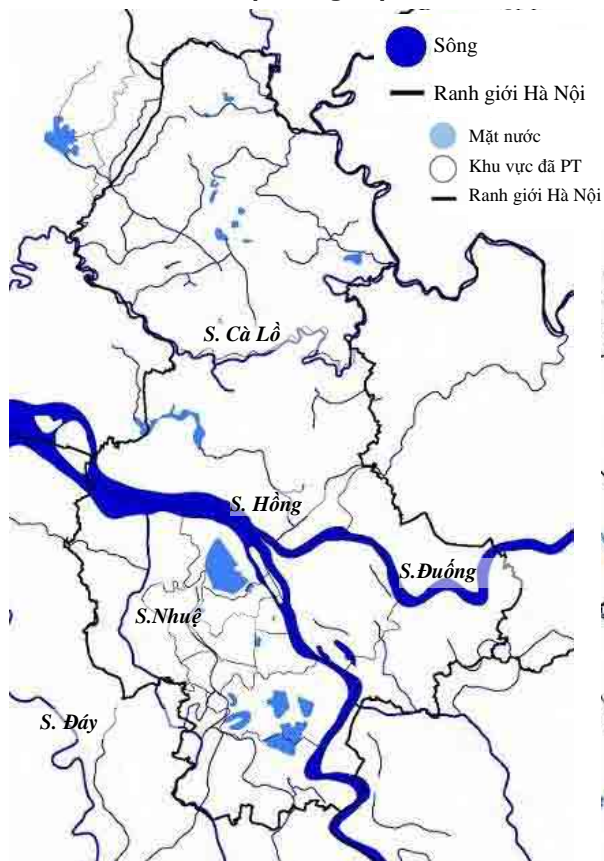 Sông
Ranh giới Hà Nội
Mặt nước
Khu vực đã PT
Ranh giới Hà Nội
S. Cà Lồ
S. Hồng
S.Đuống
S.Nhuệ
S. Đáy